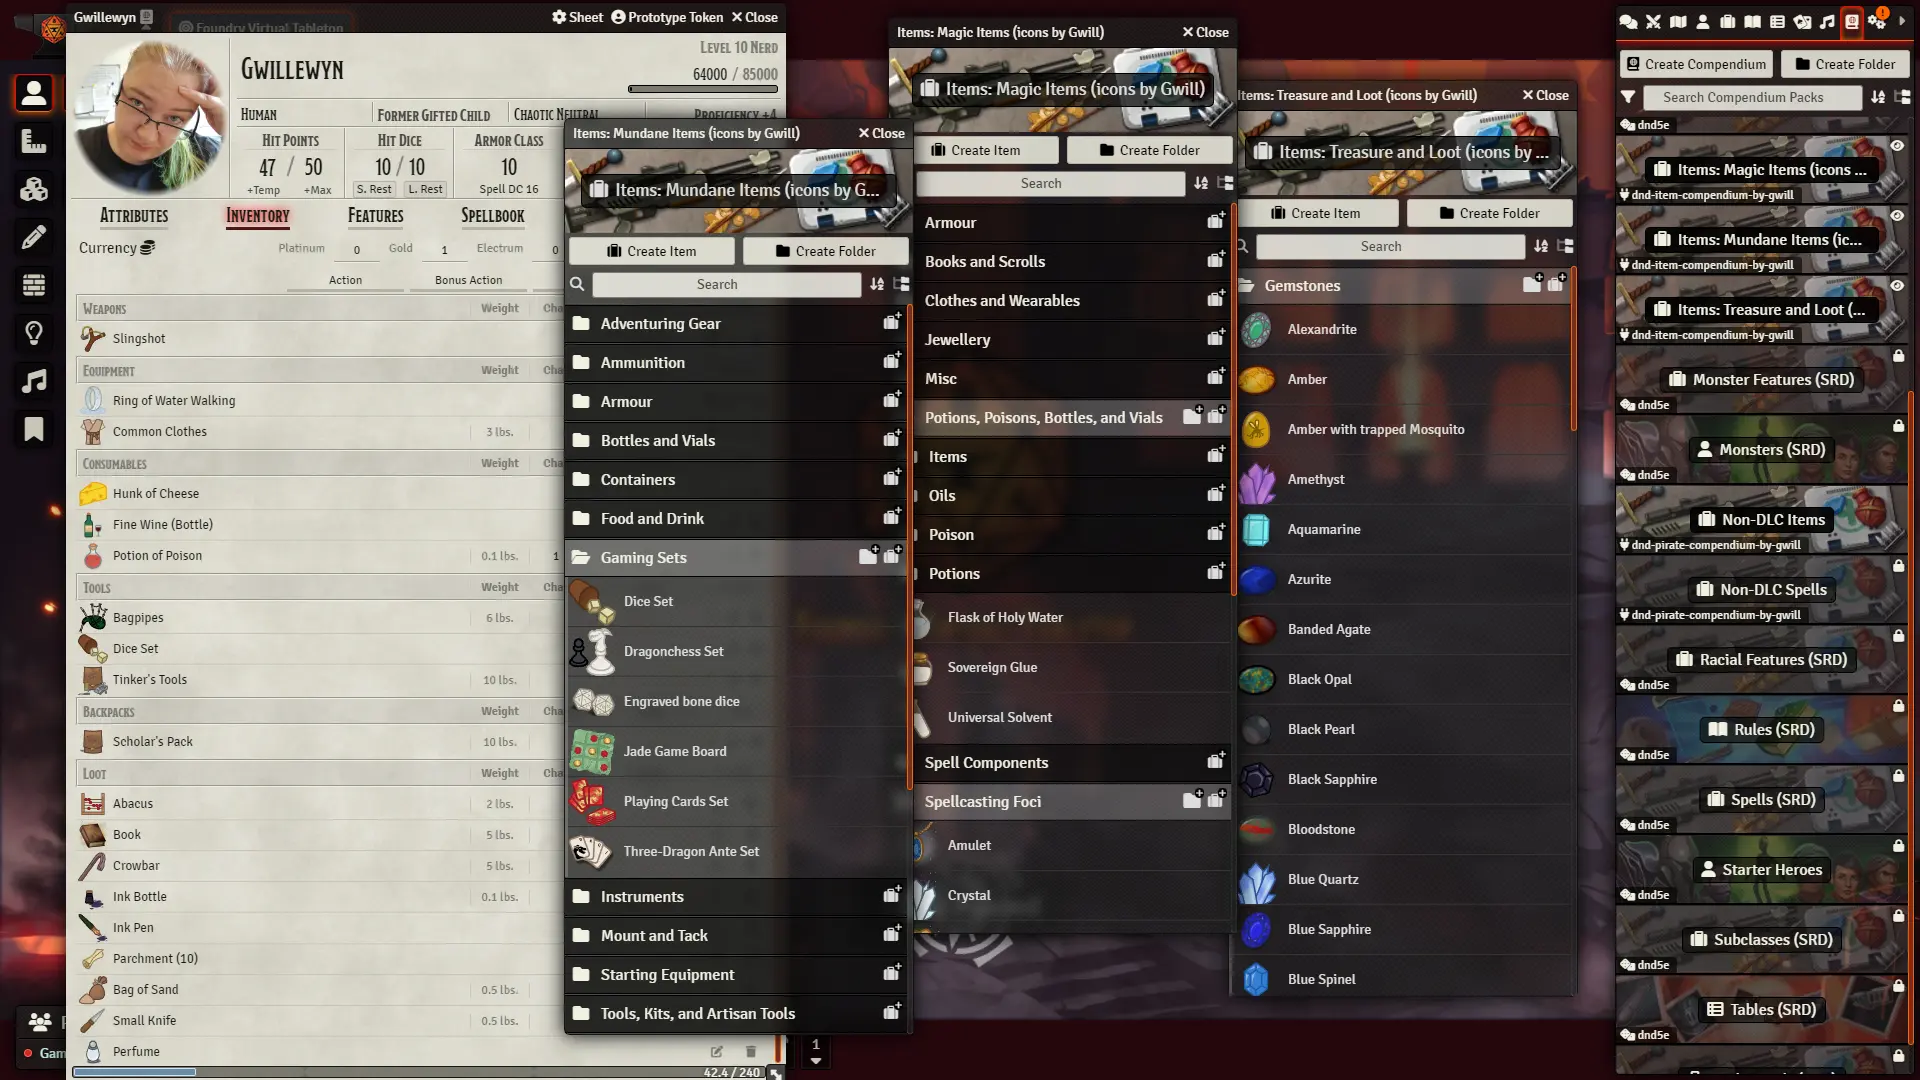 Gwillewyn
Sheet
Prototype Token
Close
Foundry Virtual Tabletop
Gwillewyn
Level 10 Nerd
64000 / 85000
Human
Former Gifted Child
Chaotic Neutral
Proficiency +4
Hit Points
Hit Dice
Armor Class
47 / 50
10 / 10
10
+Temp
+Max
S. Rest
L. Rest
Spell DC 16
Attributes
Inventory
Features
Spellbook
Currency
Platinum
0
Gold
1
Electrum
0
Action
Bonus Action
Weapons
Weight
Cha
Slingshot
Equipment
Weight
Cha
Ring of Water Walking
Common Clothes
3 lbs.
Consumables
Weight
Cha
Hunk of Cheese
Fine Wine (Bottle)
Potion of Poison
0.1 lbs.
1
Tools
Weight
Cha
Bagpipes
6 lbs.
Dice Set
Tinker's Tools
10 lbs.
Backpacks
Weight
Cha
Scholar's Pack
10 lbs.
Loot
Weight
Cha
Abacus
2 lbs.
Book
5 lbs.
Crowbar
5 lbs.
Ink Bottle
0.1 lbs.
Ink Pen
Parchment (10)
Bag of Sand
0.5 lbs.
Small Knife
0.5 lbs.
Perfume
42.4 / 240
Gam
1
Items: Mundane Items (icons by Gwill)
Close
Items: Mundane Items (icons by G...
Create Item
Create Folder
Search
Adventuring Gear
Ammunition
Armour
Bottles and Vials
Containers
Food and Drink
Gaming Sets
Dice Set
Dragonchess Set
Engraved bone dice
Jade Game Board
Playing Cards Set
Three-Dragon Ante Set
Instruments
Mount and Tack
Starting Equipment
Tools, Kits, and Artisan Tools
Items: Magic Items (icons by Gwill)
Close
Items: Magic Items (icons by Gwill)
Create Item
Create Folder
Search
Armour
Books and Scrolls
Clothes and Wearables
Jewellery
Misc
Potions, Poisons, Bottles, and Vials
Items
Oils
Poison
Potions
Flask of Holy Water
Sovereign Glue
Universal Solvent
Spell Components
Spellcasting Foci
Amulet
Crystal
Items: Treasure and Loot (icons by Gwill)
Close
Items: Treasure and Loot (icons by ...
Create Item
Create Folder
Search
Gemstones
Alexandrite
Amber
Amber with trapped Mosquito
Amethyst
Aquamarine
Azurite
Banded Agate
Black Opal
Black Pearl
Black Sapphire
Bloodstone
Blue Quartz
Blue Sapphire
Blue Spinel
Create Compendium
Create Folder
Search Compendium Packs
dnd5e
Items: Magic Items (icons ...
dnd-item-compendium-by-gwill
Items: Mundane Items (ic...
dnd-item-compendium-by-gwill
Items: Treasure and Loot (...
dnd-item-compendium-by-gwill
Monster Features (SRD)
dnd5e
Monsters (SRD)
dnd5e
Non-DLC Items
dnd-pirate-compendium-by-gwill
Non-DLC Spells
dnd-pirate-compendium-by-gwill
Racial Features (SRD)
dnd5e
Rules (SRD)
dnd5e
Spells (SRD)
dnd5e
Starter Heroes
dnd5e
Subclasses (SRD)
dnd5e
Tables (SRD)
dnd5e